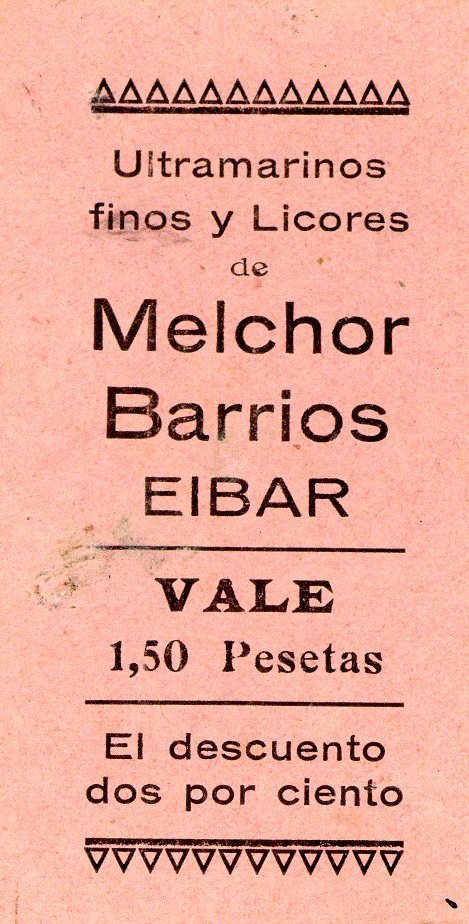 Ultramarinos
finos y Licores
de
Melchor
Barrios
EIBAR
VALE
1,50 Pesetas
El descuento
dos por ciento